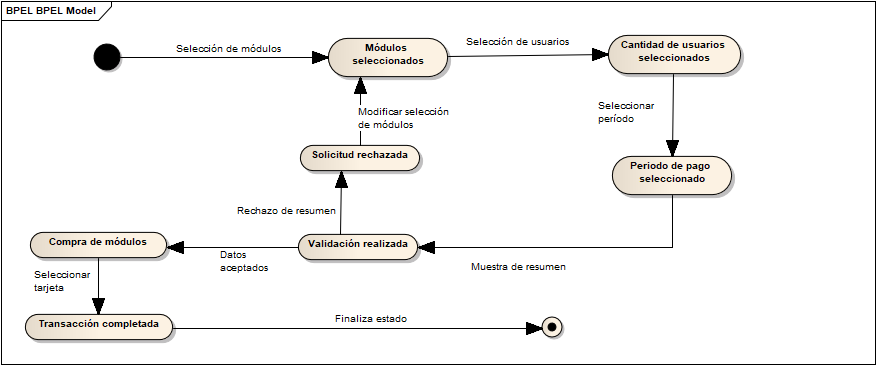 BPEL BPEL Model
Selección de módulos
Módulos
seleccionados
Selección de usuarios
Cantidad de usuarios
seleccionados
Seleccionar
período
Modificar selección
de módulos
Solicitud rechazada
Periodo de pago
seleccionado
Rechazo de resumen
Compra de módulos
Validación realizada
Datos
aceptados
Muestra de resumen
Seleccionar
tarjeta
Transacción completada
Finaliza estado